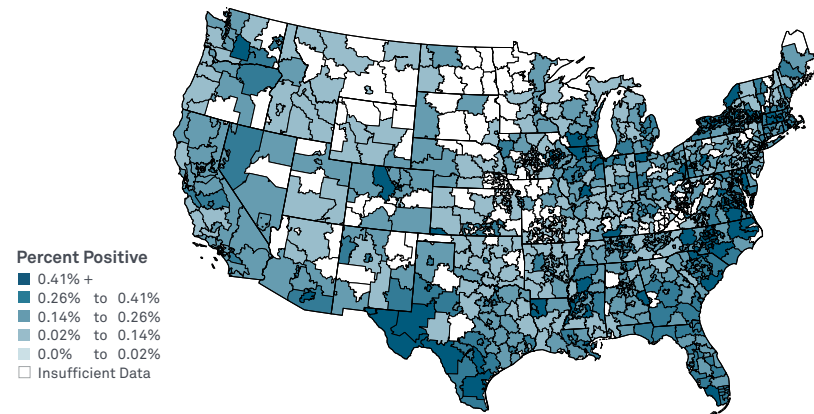 Percent Positive
0.41% +
0.26% to 0.41%
0.14% to 0.26%
0.02% to 0.14%
0.0% to 0.02%
Insufficient Data